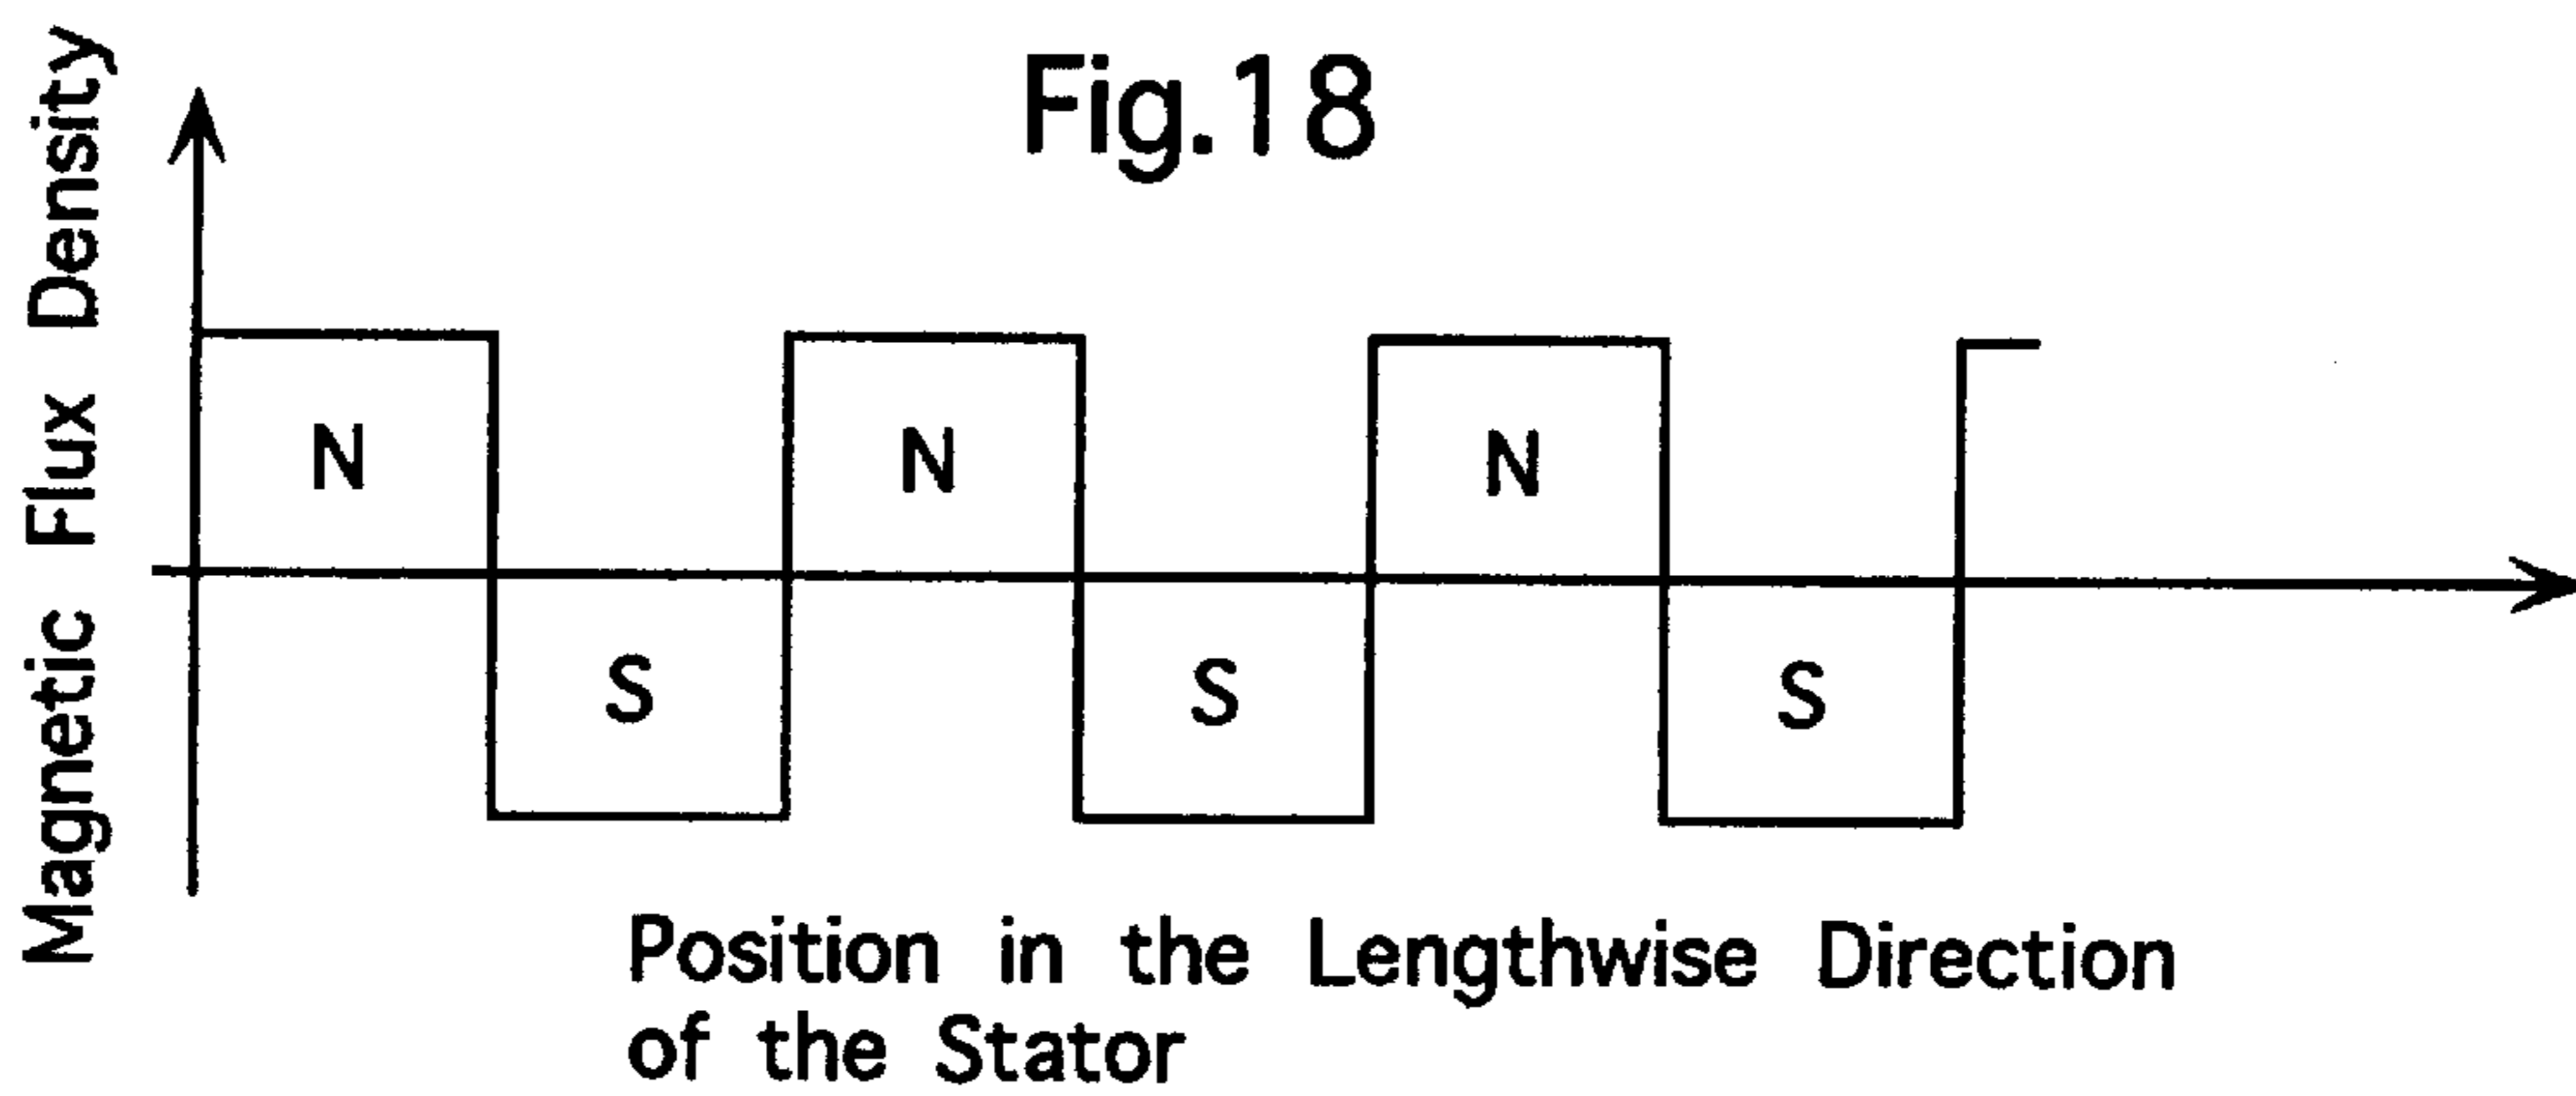 Fig.18
Magnetic Flux Density
N
N
N
S
S
S
Position in the Lengthwise Direction
of the Stator